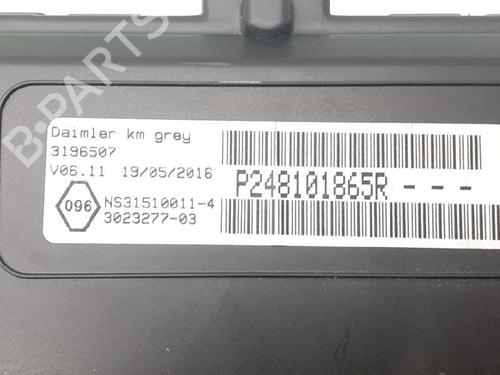 Daimler km grey
3196507
V06.11 19/05/2016
P248101865R - - -
096
NS31510011-4
3023277-03
B-PARTS